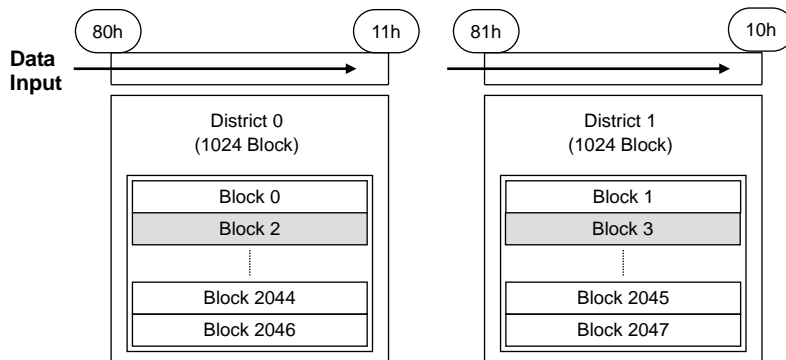 80h
11h
81h
10h
Data
Input
District 0
(1024 Block)
District 1
(1024 Block)
Block 0
Block 2
Block 2044
Block 2046
Block 1
Block 3
Block 2045
Block 2047